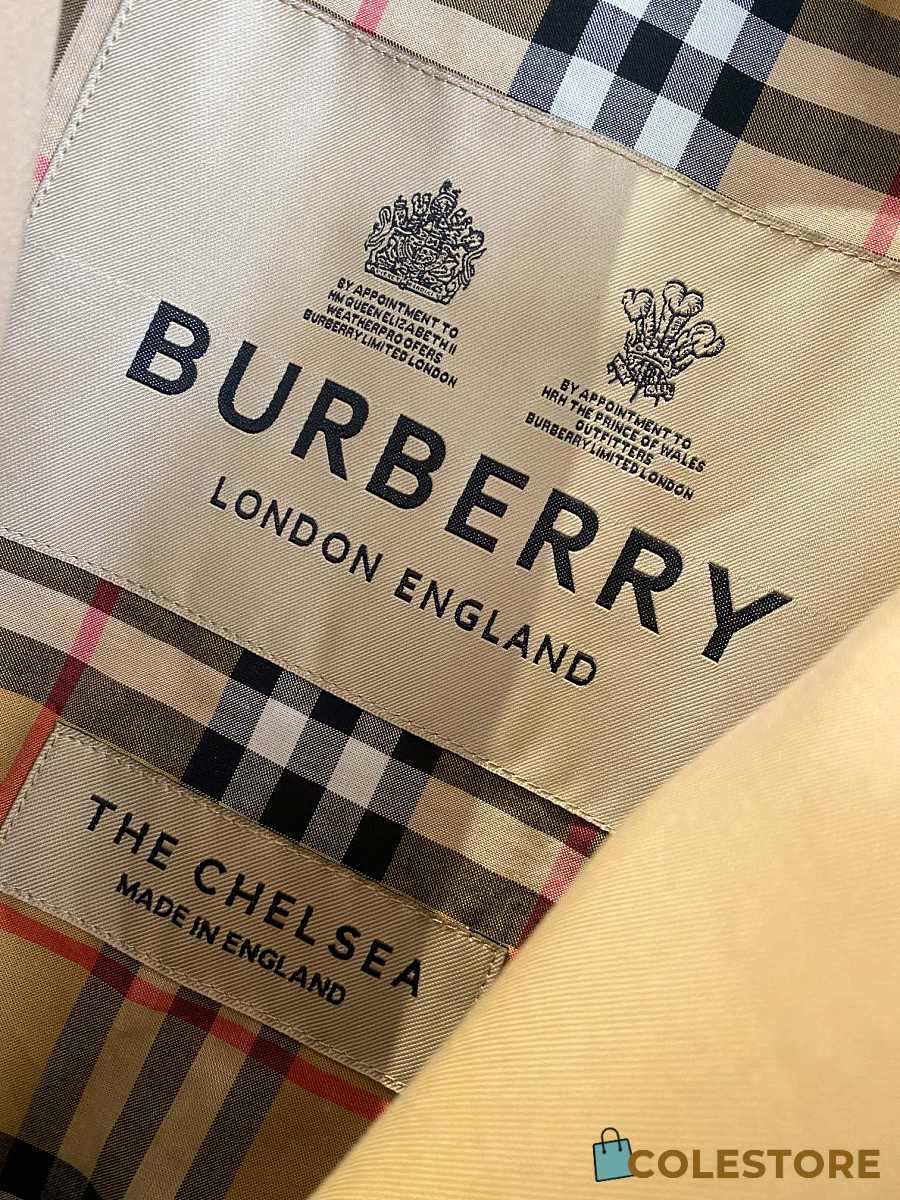 BY APPOINTMENT TO
HM QUEEN ELIZABETH II
WEATHERPROOFERS
BURBERRY LIMITED LONDON
BY APPOINTMENT TO
HRH THE PRINCE OF WALES
OUTFITTERS
BURBERRY LIMITED LONDON
BURBERRY
LONDON ENGLAND
THE CHELSEA
MADE IN ENGLAND
COLESTORE